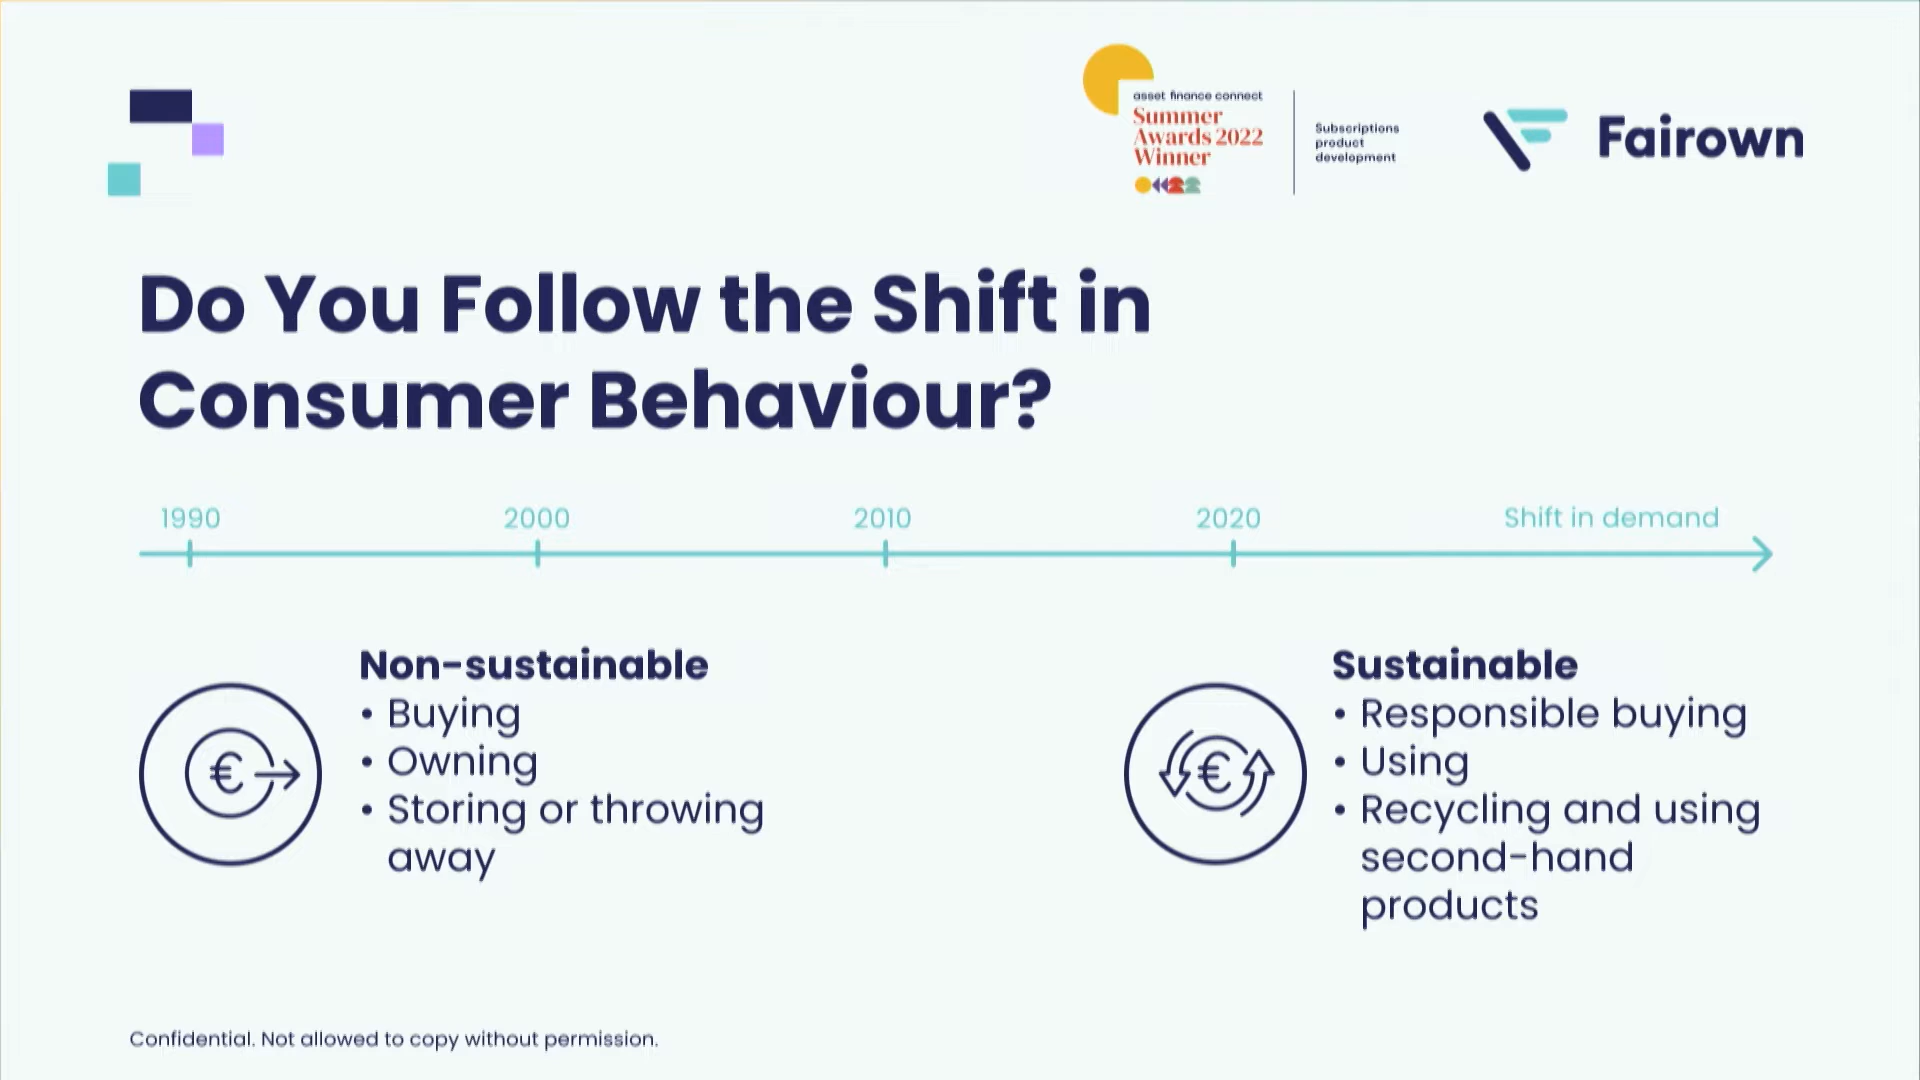 asset finance connect
Summer
Awards 2022
Winner
Subscriptions
product
development
Fairown
Do You Follow the Shift in
Consumer Behaviour?
1990
2000
2010
2020
Shift in demand
Non-sustainable
• Buying
• Owning
• Storing or throwing
away
€
Sustainable
• Responsible buying
• Using
• Recycling and using
second-hand
products
€
Confidential. Not allowed to copy without permission.